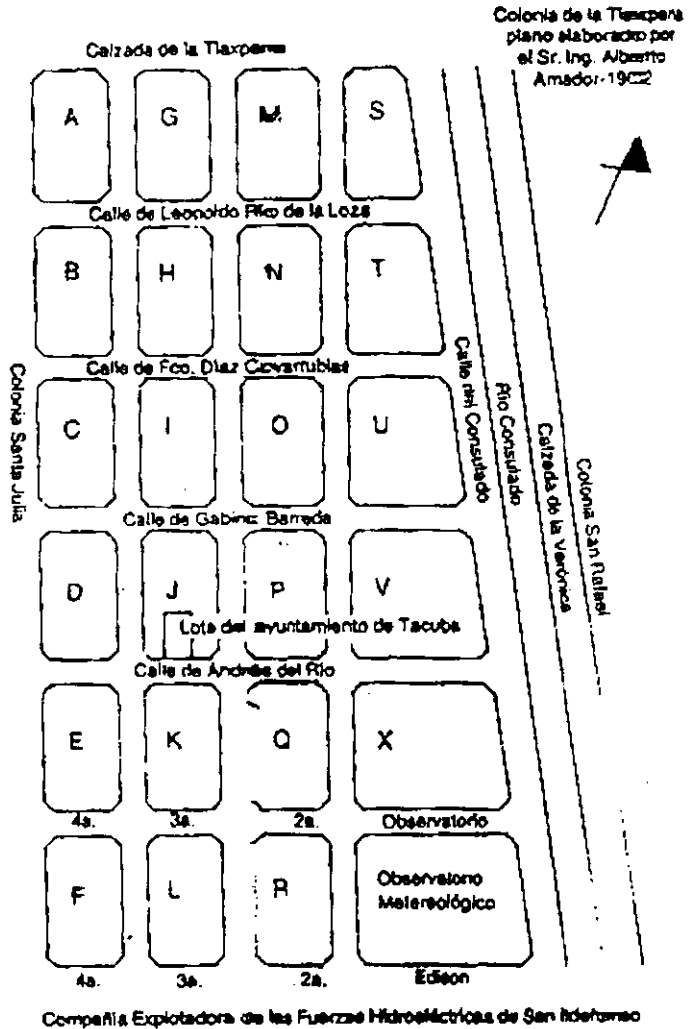 Colonia de la Tlaxpana
plano elaborado por
el Sr. Ing. Alberto
Amador-1902
Calzada de la Tlaxpana
A
G
M
S
Calle de Leopoldo Río de la Loza
B
H
N
T
Calle de Fco. Díaz Covarrubias
Colonia Santa Julia
C
I
O
U
Calle del Consulado
Río Consulado
Calzada de la Verónica
Colonia San Rafael
Calle de Gabino Barreda
D
J
P
V
Lote del ayuntamiento de Tacuba
Calle de Andrés del Río
E
K
Q
X
4a.
3a.
2a.
Observatorio
F
L
R
Observatorio
Metereológico
4a.
3a.
2a.
Edison
Compañía Explotadora de las Fuerzas Hidroeléctricas de San Ildefonso